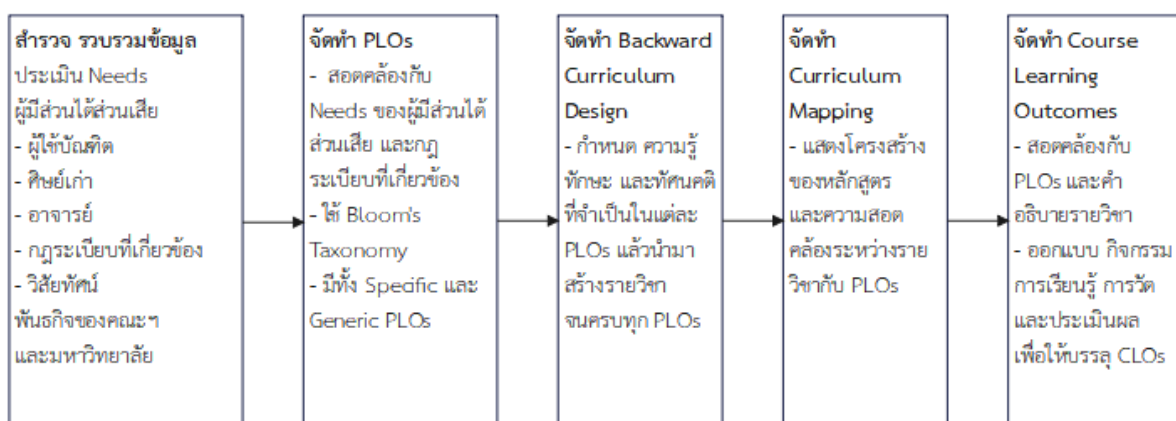 สำรวจ รวบรวมข้อมูล
ประเมิน Needs
ผู้มีส่วนได้ส่วนเสีย
- ผู้ใช้บัณฑิต
- ศิษย์เก่า
- อาจารย์
- กฎระเบียบที่เกี่ยวข้อง
- วิสัยทัศน์
พันธกิจของคณะฯ
และมหาวิทยาลัย
จัดทำ PLOs
- สอดคล้องกับ
Needs ของผู้มีส่วนได้
ส่วนเสีย และกฎ
ระเบียบที่เกี่ยวข้อง
- ใช้ Bloom's
Taxonomy
- มีทั้ง Specific และ
Generic PLOs
จัดทำ Backward
Curriculum
Design
- กำหนด ความรู้
ทักษะ และทัศนคติ
ที่จำเป็นในแต่ละ
PLOs แล้วนำมา
สร้างรายวิชา
จนครบทุก PLOs
จัดทำ
Curriculum
Mapping
- แสดงโครงสร้าง
ของหลักสูตร
และความสอด
คล้องระหว่างราย
วิชากับ PLOs
จัดทำ Course
Learning
Outcomes
- สอดคล้องกับ
PLOs และคำ
อธิบายรายวิชา
- ออกแบบ กิจกรรม
การเรียนรู้ การวัด
และประเมินผล
เพื่อให้บรรลุ CLOs